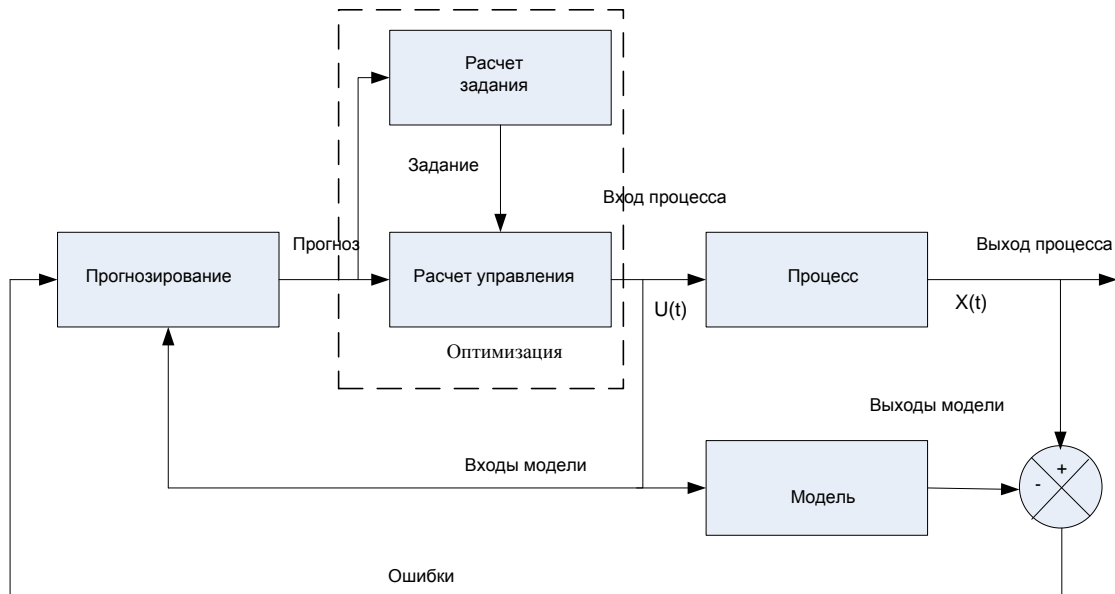 Расчет
задания
Задание
Вход процесса
Прогноз
Выход процесса
Прогнозирование
Расчет управления
Процесс
U(t)
X(t)
Оптимизация
Выходы модели
Входы модели
+
-
Модель
Ошибки